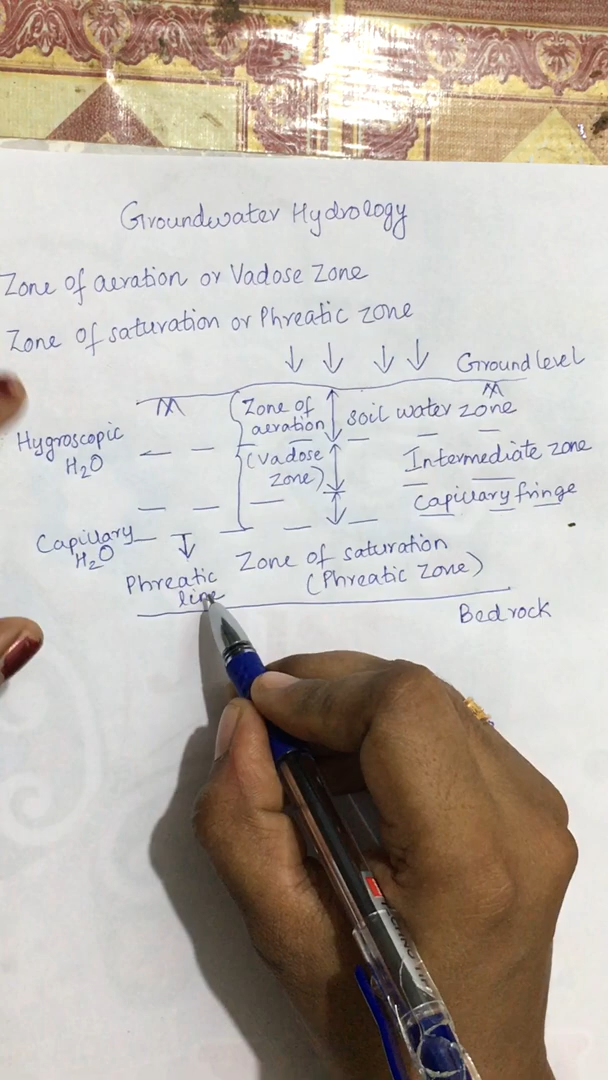 Groundwater Hydrology
Zone of aeration or Vadose Zone
Zone of saturation or Phreatic zone
Ground level
Zone of aeration
(Vadose zone)
Soil water zone
Hygroscopic
H₂O
Intermediate zone
Capillary fringe
Capillary
H₂O
Zone of saturation
(Phreatic Zone)
Phreatic
line
Bedrock